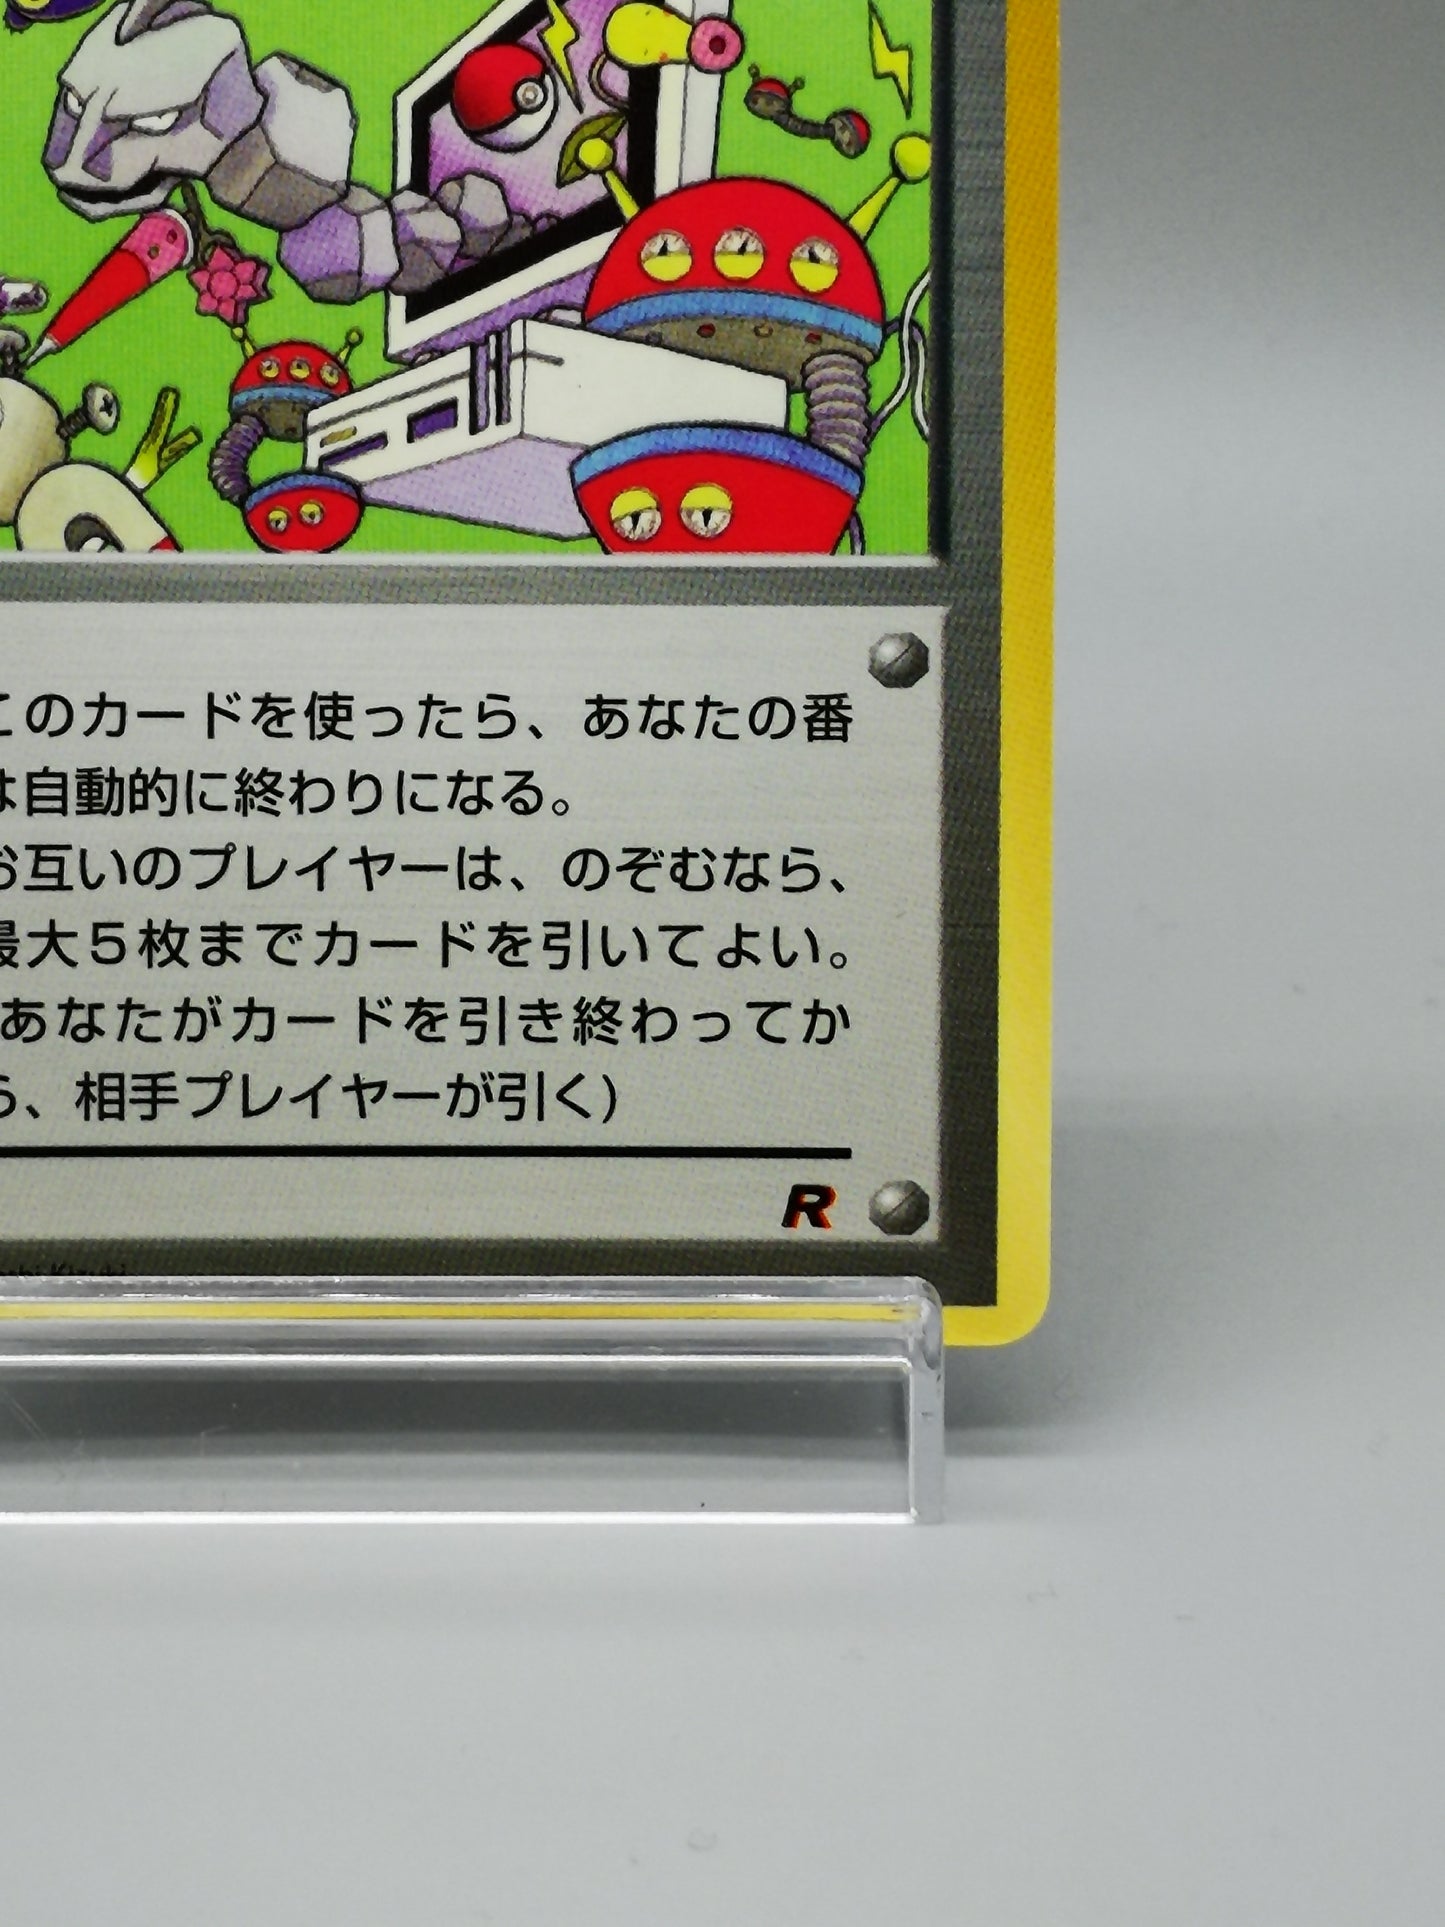 このカードを使ったら、あなたの番
は自動的に終わりになる。
お互いのプレイヤーは、のぞむなら、
最大5枚までカードを引いてよい。
あなたがカードを引き終わってか
ら、相手プレイヤーが引く)
R